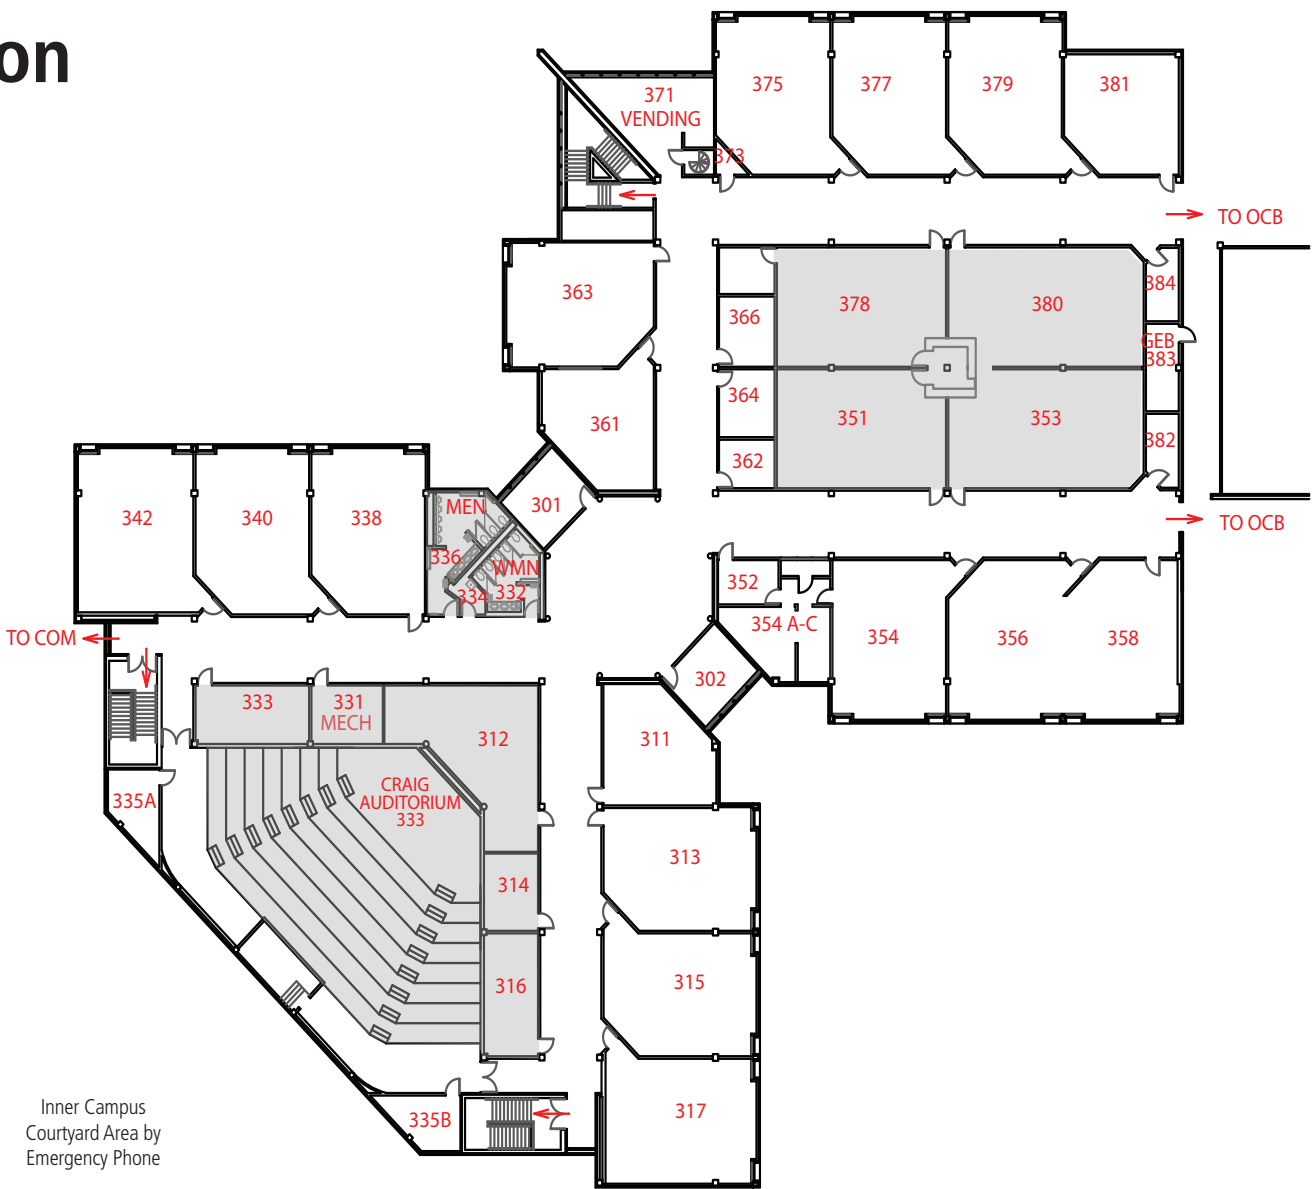 on
375
377
379
381
371
VENDING
373
TO OCB
363
366
378
380
384
GEB
383
364
351
353
361
362
382
342
340
338
MEN
301
TO OCB
336
WMN
334
332
352
354 A-C
354
356
358
TO COM
302
333
331
MECH
312
311
CRAIG
AUDITORIUM
333
335A
313
314
316
315
317
335B
Inner Campus
Courtyard Area by
Emergency Phone